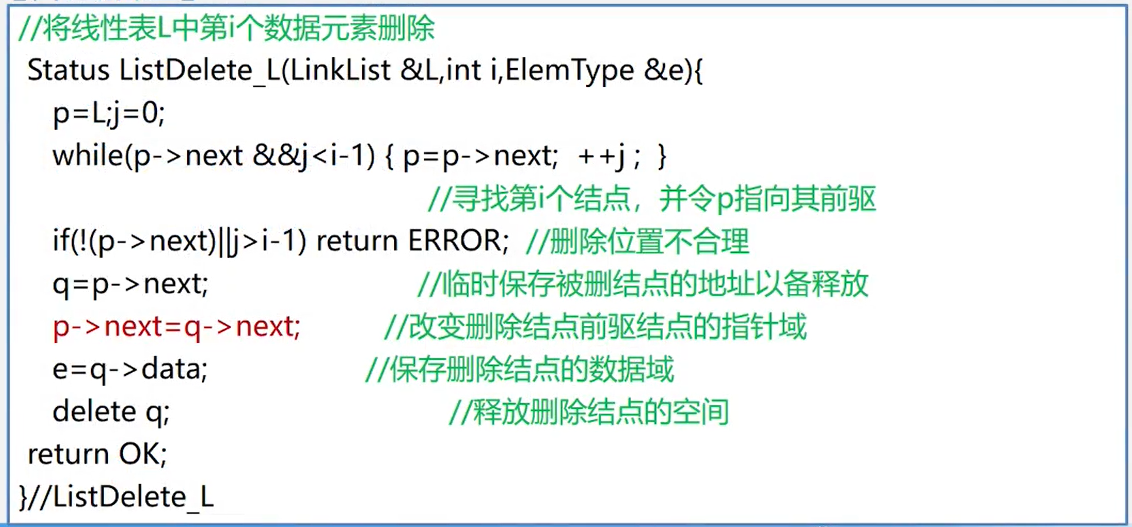 //将线性表L中第i个数据元素删除
Status ListDelete_L(LinkList &L,int i,ElemType &e){
p=L;j=0;
while(p->next &&j<i-1) { p=p->next; ++j ; }
//寻找第i个结点，并令p指向其前驱
if(!(p->next)||j>i-1) return ERROR; //删除位置不合理
q=p->next; //临时保存被删结点的地址以备释放
p->next=q->next; //改变删除结点前驱结点的指针域
e=q->data; //保存删除结点的数据域
delete q; //释放删除结点的空间
return OK;
}//ListDelete_L